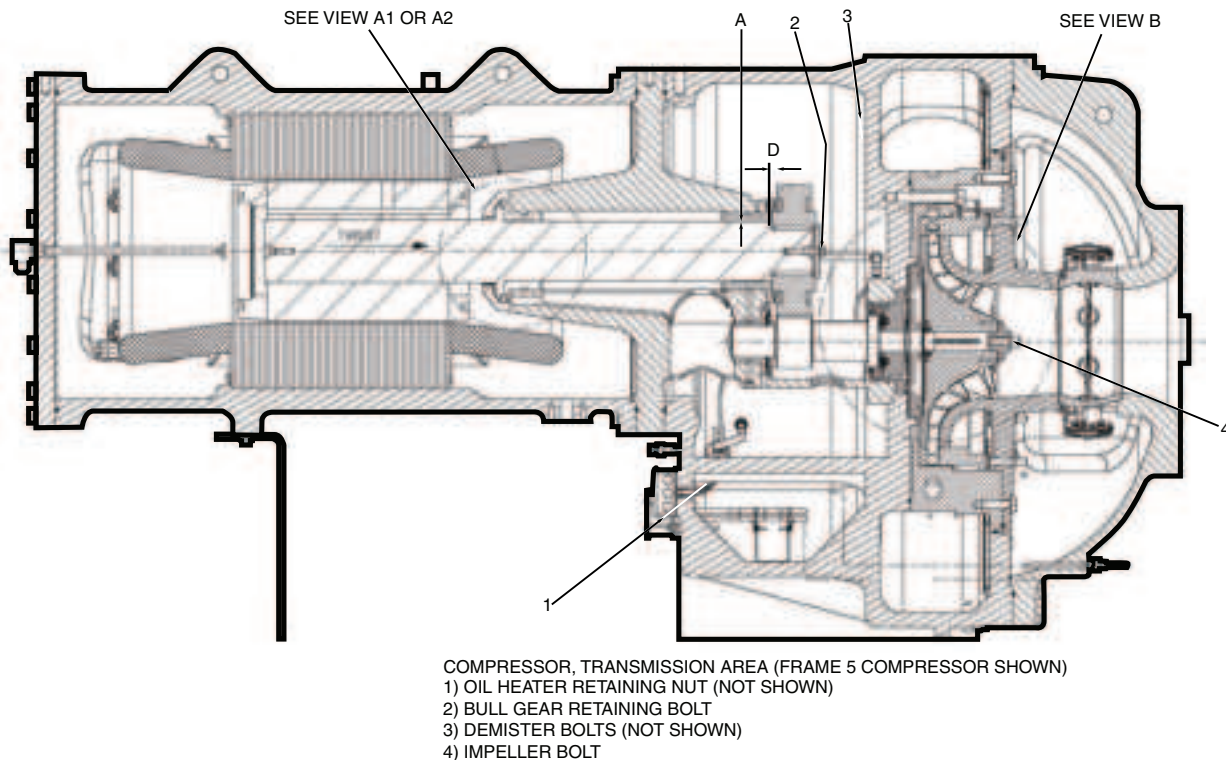 SEE VIEW A1 OR A2
A
2
3
SEE VIEW B
D
4
1
COMPRESSOR, TRANSMISSION AREA (FRAME 5 COMPRESSOR SHOWN)
1) OIL HEATER RETAINING NUT (NOT SHOWN)
2) BULL GEAR RETAINING BOLT
3) DEMISTER BOLTS (NOT SHOWN)
4) IMPELLER BOLT